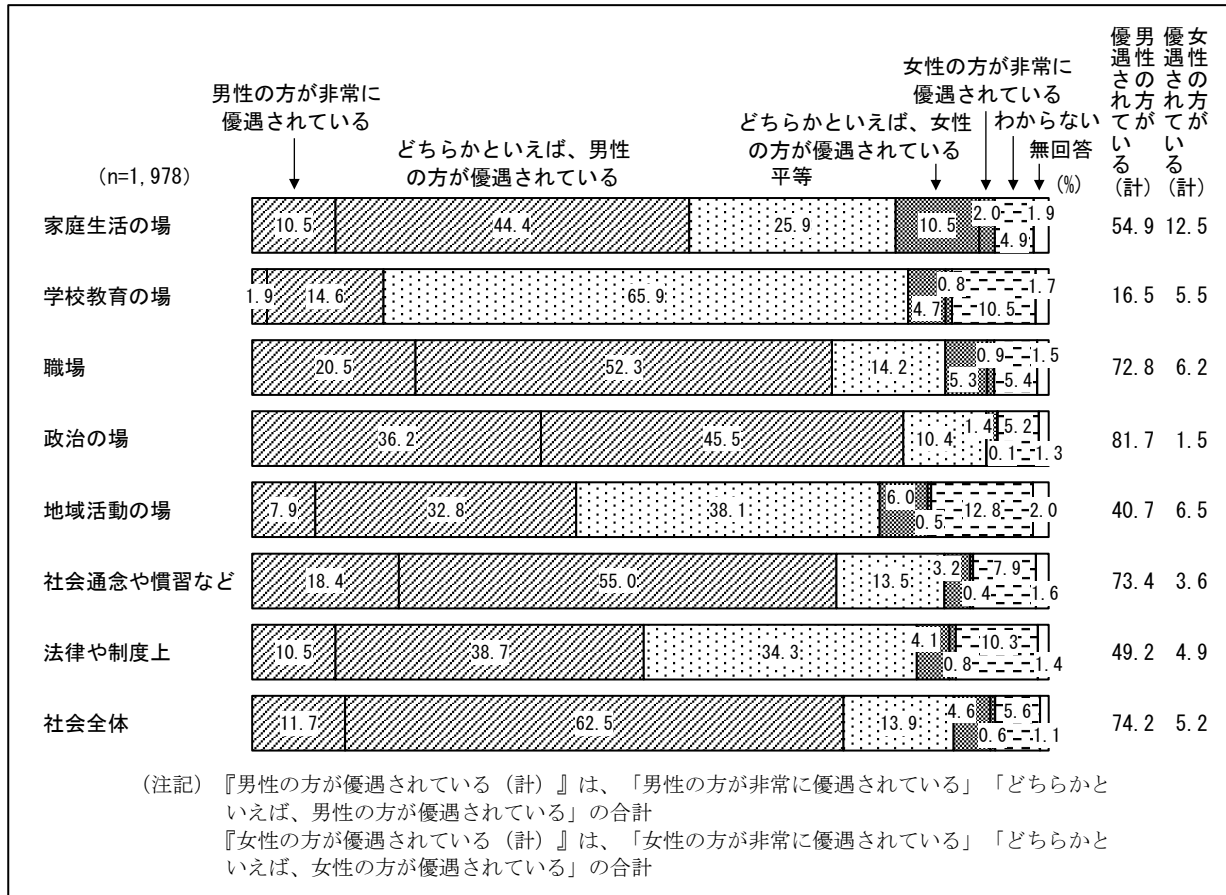 男性の方が
優遇されている（計）
女性の方が
優遇されている（計）
女性の方が非常に
優遇されている
男性の方が非常に
優遇されている
わからない
どちらかといえば、女性
の方が優遇されている
無回答
どちらかといえば、男性
の方が優遇されている
平等
(n=1,978)
(%)
家庭生活の場 10.5 44.4 25.9 10.5 2.0 4.9 1.9 54.9 12.5
学校教育の場 1.9 14.6 65.9 4.7 0.8 10.5 1.7 16.5 5.5
職場 20.5 52.3 14.2 5.3 0.9 5.4 1.5 72.8 6.2
政治の場 36.2 45.5 10.4 1.4 0.1 5.2 1.3 81.7 1.5
地域活動の場 7.9 32.8 38.1 6.0 0.5 12.8 2.0 40.7 6.5
社会通念や慣習など 18.4 55.0 13.5 3.2 0.4 7.9 1.6 73.4 3.6
法律や制度上 10.5 38.7 34.3 4.1 0.8 10.3 1.4 49.2 4.9
社会全体 11.7 62.5 13.9 4.6 0.6 5.6 1.1 74.2 5.2
（注記）『男性の方が優遇されている（計）』は、「男性の方が非常に優遇されている」「どちらかと
いえば、男性の方が優遇されている」の合計
『女性の方が優遇されている（計）』は、「女性の方が非常に優遇されている」「どちらかと
いえば、女性の方が優遇されている」の合計